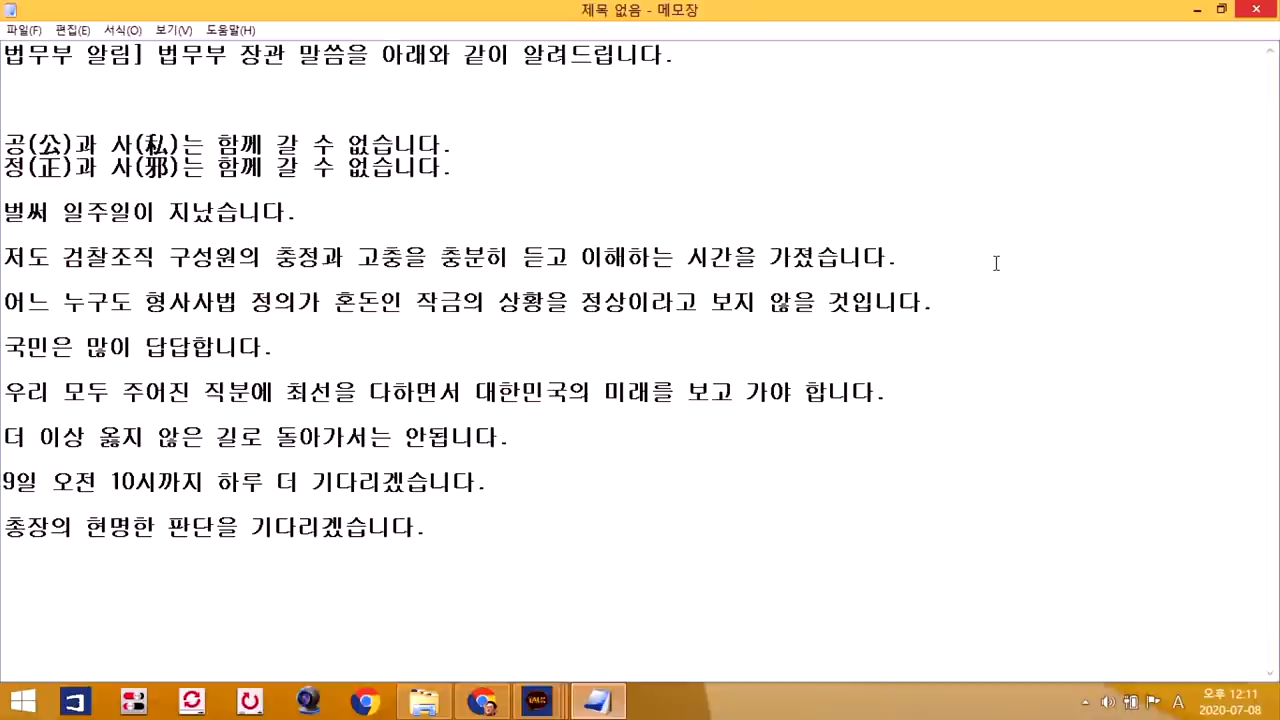 제목 없음 - 메모장
파일(F) 편집(E) 서식(O) 보기(V) 도움말(H)
법무부 알림] 법무부 장관 말씀을 아래와 같이 알려드립니다.
공(公)과 사(私)는 함께 갈 수 없습니다.
정(正)과 사(邪)는 함께 갈 수 없습니다.
벌써 일주일이 지났습니다.
저도 검찰조직 구성원의 충정과 고충을 충분히 듣고 이해하는 시간을 가졌습니다.
어느 누구도 형사사법 정의가 혼돈인 작금의 상황을 정상이라고 보지 않을 것입니다.
국민은 많이 답답합니다.
우리 모두 주어진 직분에 최선을 다하면서 대한민국의 미래를 보고 가야 합니다.
더 이상 옳지 않은 길로 돌아가서는 안됩니다.
9일 오전 10시까지 하루 더 기다리겠습니다.
총장의 현명한 판단을 기다리겠습니다.
TALK
A
오후 12:11
2020-07-08